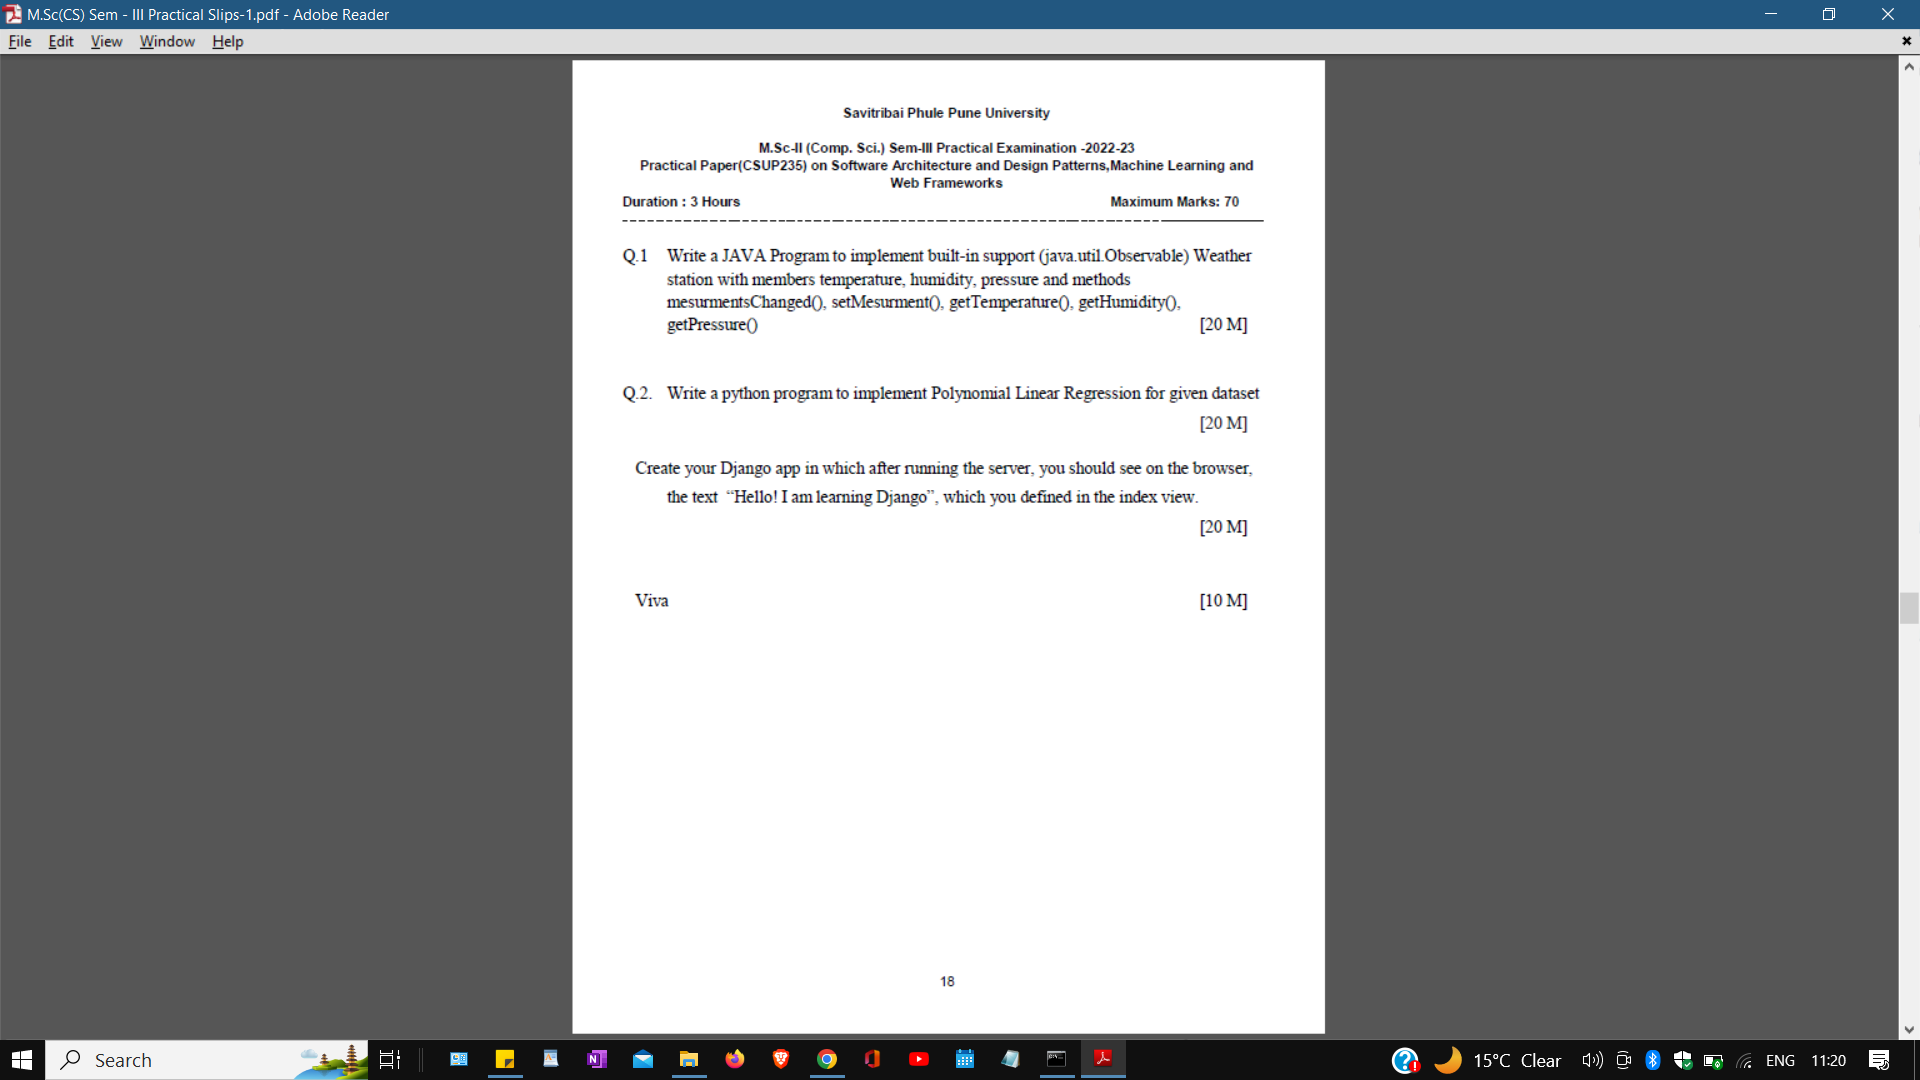 M.Sc(CS) Sem - III Practical Slips-1.pdf - Adobe Reader
File Edit View Window Help
Savitribai Phule Pune University
M.Sc-II (Comp. Sci.) Sem-III Practical Examination -2022-23
Practical Paper(CSUP235) on Software Architecture and Design Patterns,Machine Learning and
Web Frameworks
Duration : 3 Hours Maximum Marks: 70
Q.1 Write a JAVA Program to implement built-in support (java.util.Observable) Weather
station with members temperature, humidity, pressure and methods
mesurmentsChanged(), setMesurment(), getTemperature(), getHumidity(),
getPressure() [20 M]
Q.2. Write a python program to implement Polynomial Linear Regression for given dataset
[20 M]
Create your Django app in which after running the server, you should see on the browser,
the text “Hello! I am learning Django”, which you defined in the index view.
[20 M]
Viva [10 M]
18
Search 15°C Clear ENG 11:20